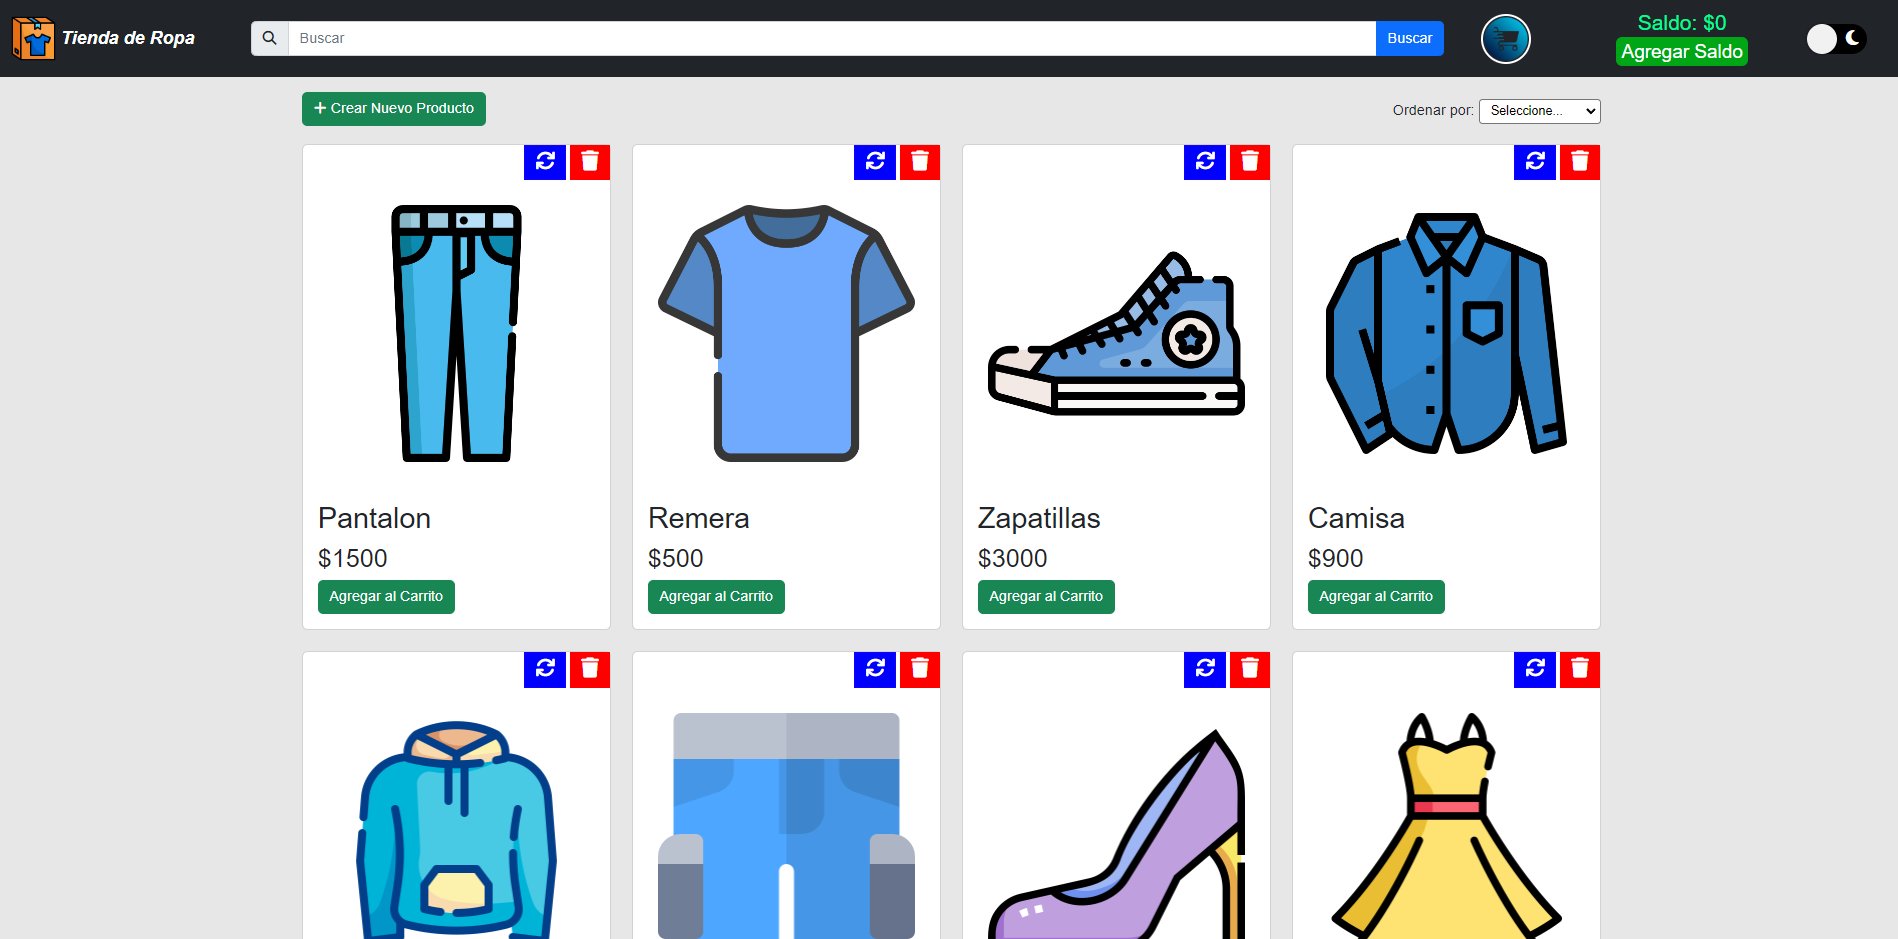 Tienda de Ropa
Buscar
Buscar
Saldo: $0
Agregar Saldo
Crear Nuevo Producto
Ordenar por: Seleccione...
Pantalon
$1500
Agregar al Carrito
Remera
$500
Agregar al Carrito
Zapatillas
$3000
Agregar al Carrito
Camisa
$900
Agregar al Carrito